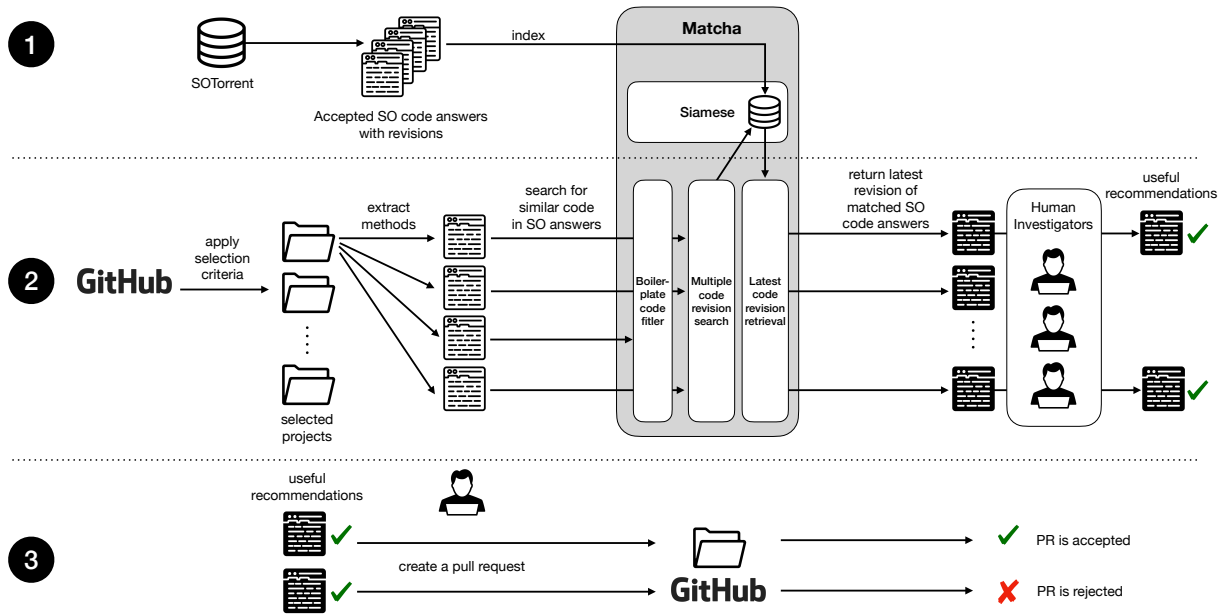 1
SOTorrent
Accepted SO code answers
with revisions
index
Matcha
Siamese
2
GitHub
apply
selection
criteria
selected
projects
extract
methods
search for
similar code
in SO answers
Boiler-
plate
code
fitler
Multiple
code
revision
search
Latest
code
revision
retrieval
return latest
revision of
matched SO
code answers
Human
Investigators
useful
recommendations
3
useful
recommendations
create a pull request
GitHub
PR is accepted
PR is rejected